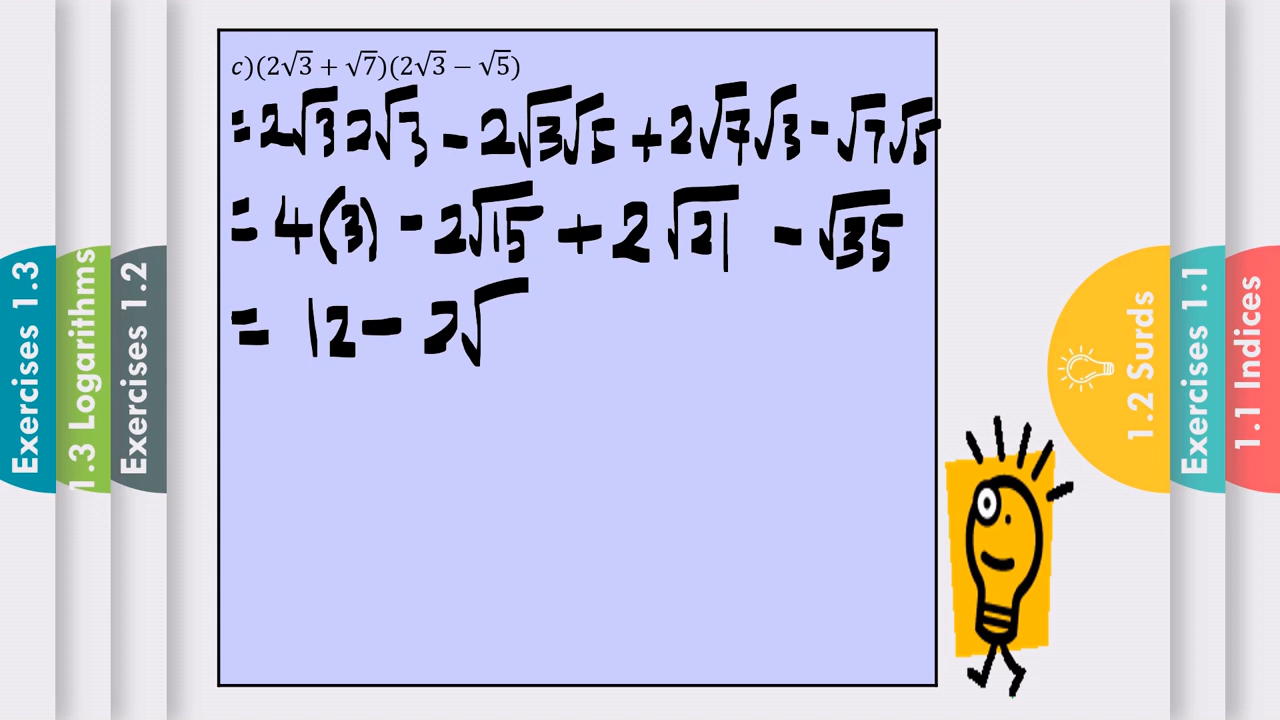 c)(2√3 + √7)(2√3 − √5)
=2√3 2√3 - 2√3√5 + 2√7√3 - √7√5
= 4(3) - 2√15 + 2√21 - √35
= 12 - 2√
Exercises 1.3
1.3 Logarithms
Exercises 1.2
1.2 Surds
Exercises 1.1
1.1 Indices